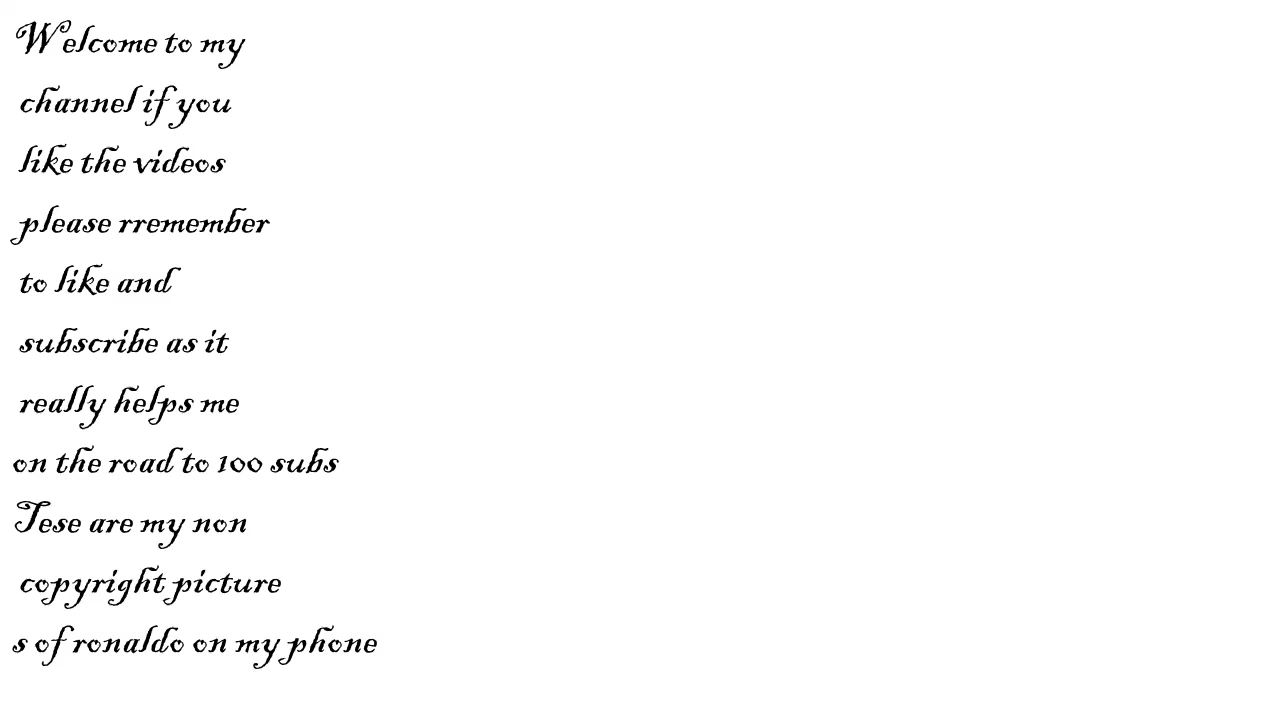 Welcome to my
channel if you
like the videos
please rremember
to like and
subscribe as it
really helps me
on the road to 100 subs
Tese are my non
copyright picture
s of ronaldo on my phone